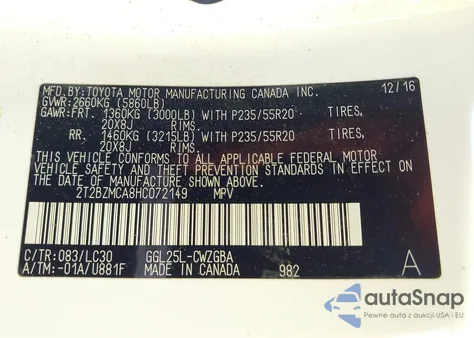 MFD.BY:TOYOTA MOTOR MANUFACTURING CANADA INC. 12/16
GVWR:2660KG (5860LB)
GAWR:FRT. 1360KG (3000LB) WITH P235/55R20 TIRES,
20X8J RIMS.
RR. 1460KG (3215LB) WITH P235/55R20 TIRES,
20X8J RIMS.
THIS VEHICLE CONFORMS TO ALL APPLICABLE FEDERAL MOTOR
VEHICLE SAFETY, BUMPER, AND THEFT PREVENTION STANDARDS IN EFFECT ON
THE DATE OF MANUFACTURE SHOWN ABOVE.
2T2BZMCA8HC072149 MPV
C/TR:083/LC30 GGL25L-CWZGBA
A/TM:-01A/U881F MADE IN CANADA 982 A
autoSnap
Pewne auta z aukcji USA i EU